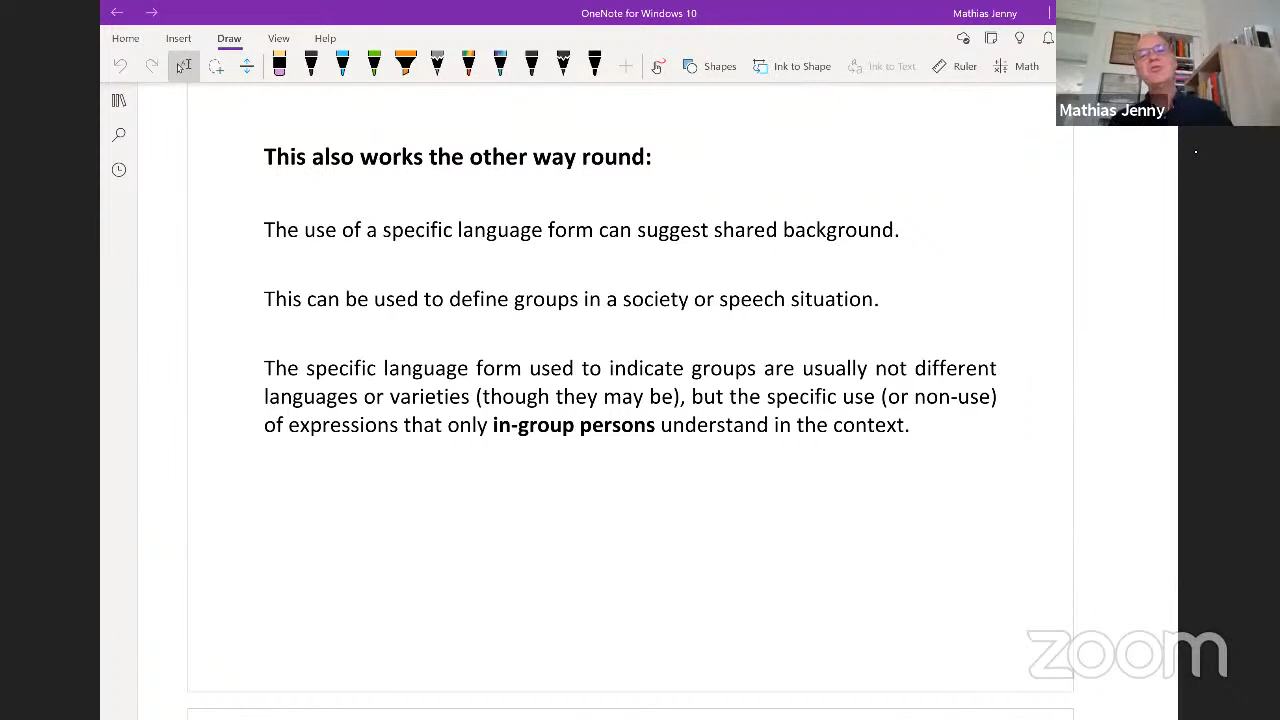 OneNote for Windows 10
Mathias Jenny
Home Insert Draw View Help
Shapes Ink to Shape Ink to Text Ruler Math
Mathias Jenny
This also works the other way round:
The use of a specific language form can suggest shared background.
This can be used to define groups in a society or speech situation.
The specific language form used to indicate groups are usually not different
languages or varieties (though they may be), but the specific use (or non-use)
of expressions that only in-group persons understand in the context.
zoom